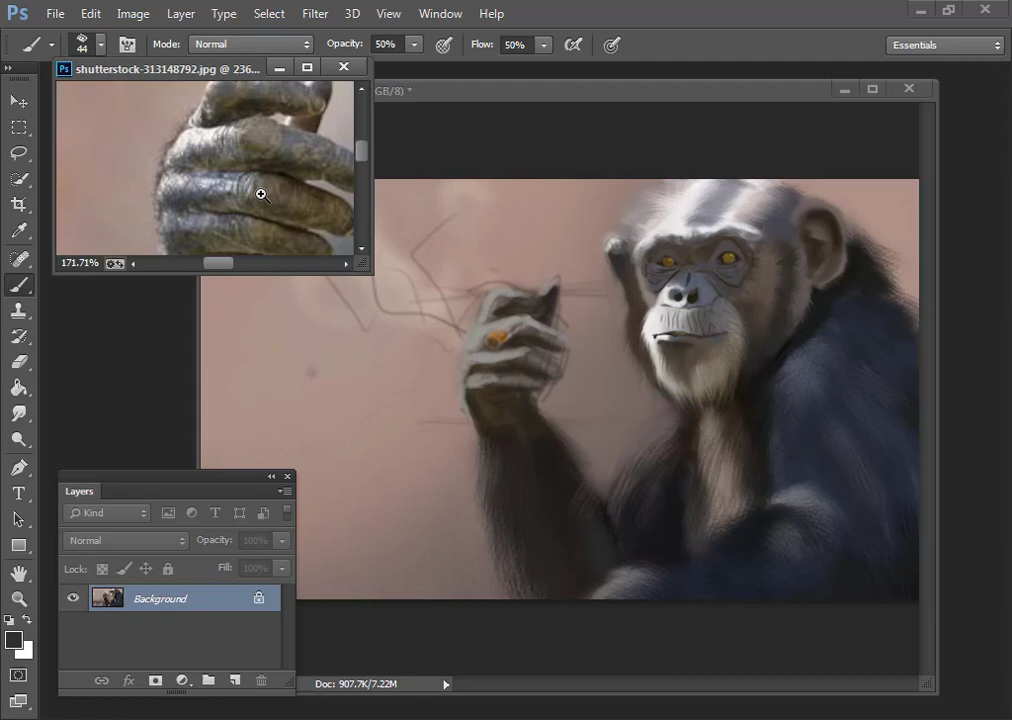 Ps File Edit Image Layer Type Select Filter 3D View Window Help
44 Mode: Normal Opacity: 50% Flow: 50% Essentials
Ps shutterstock-313148792.jpg @ 236...
GB/8) *
171.71%
Layers
Kind
Normal Opacity: 100%
Lock: Fill: 100%
Background
T
Doc: 907.7K/7.22M
fx